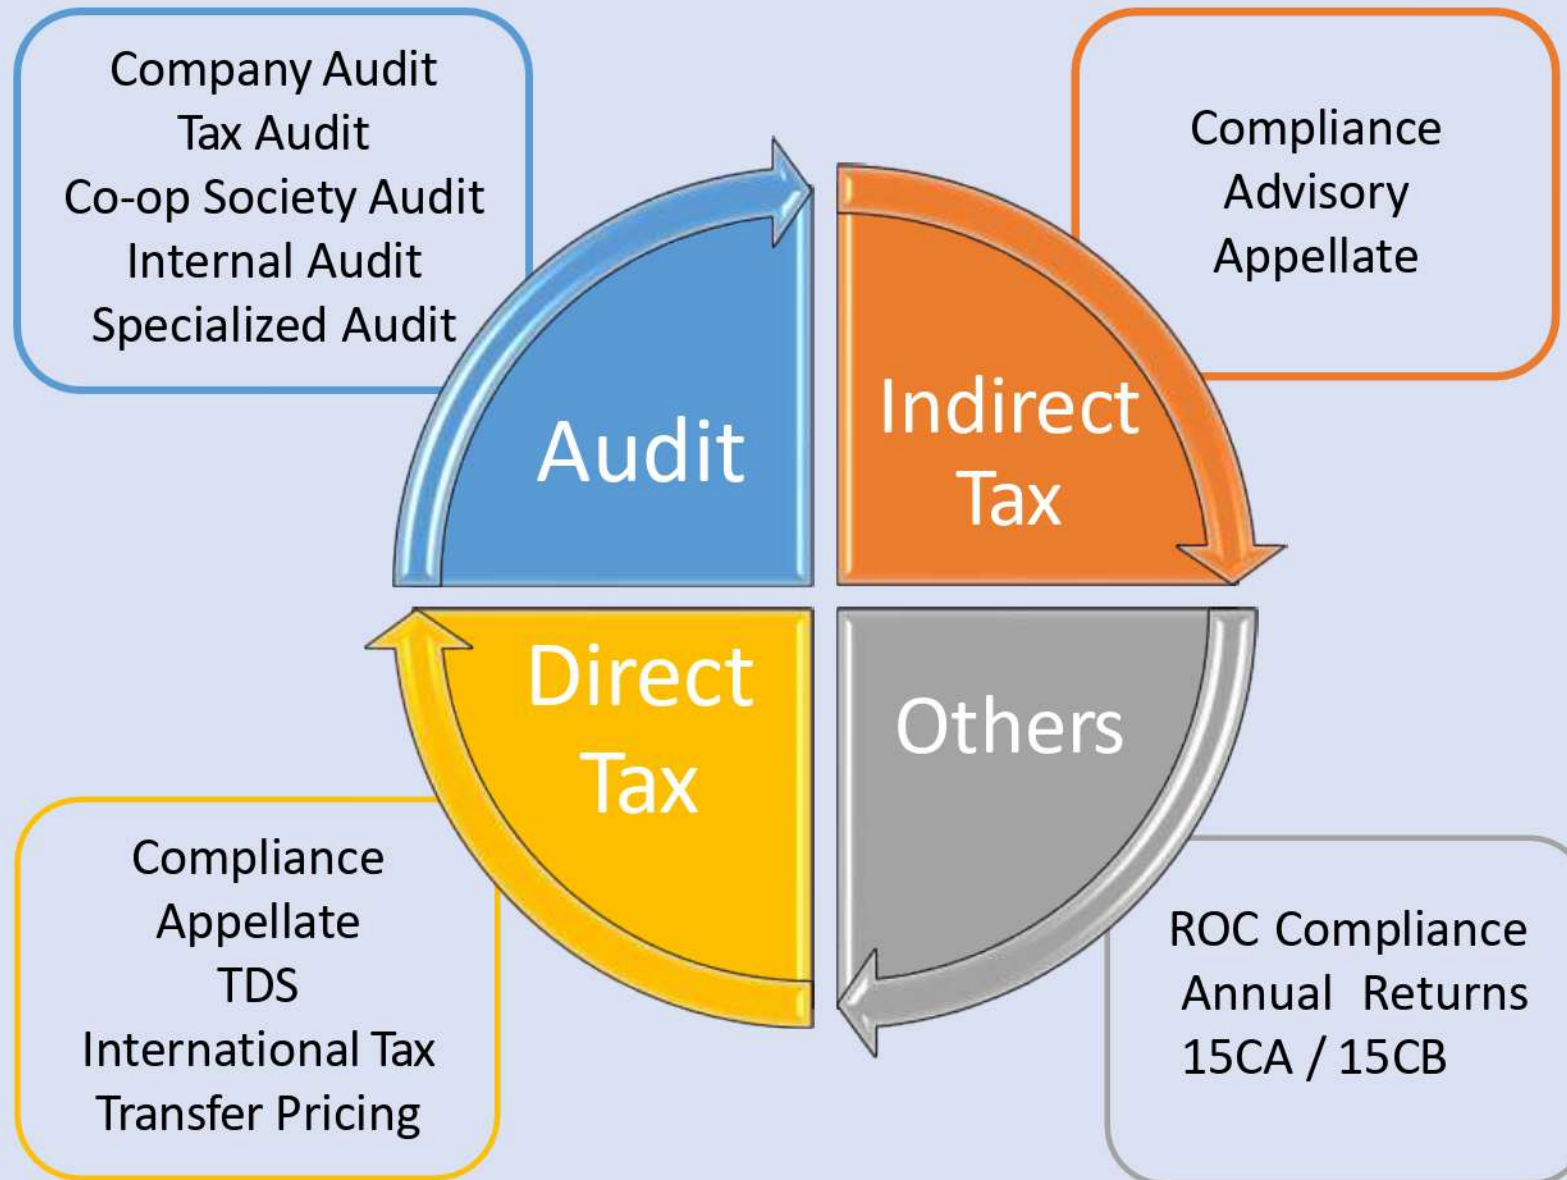 Company Audit
Tax Audit
Co-op Society Audit
Internal Audit
Specialized Audit
Compliance
Advisory
Appellate
Audit
Indirect
Tax
Direct
Tax
Others
Compliance
Appellate
TDS
International Tax
Transfer Pricing
ROC Compliance
Annual Returns
15CA / 15CB